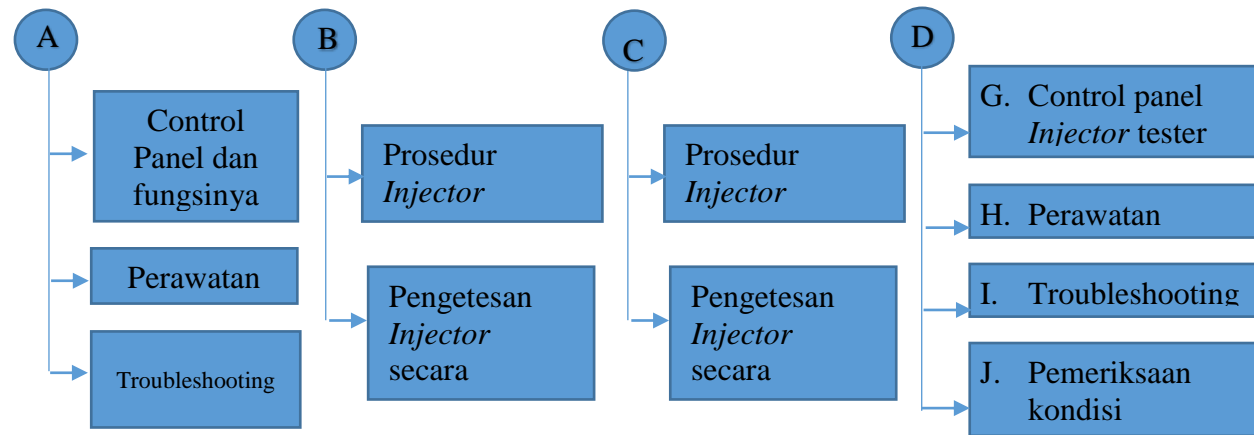 A
Control
Panel dan
fungsinya
Perawatan
Troubleshooting
B
Prosedur
Injector
Pengetesan
Injector
secara
C
Prosedur
Injector
Pengetesan
Injector
secara
D
G. Control panel
Injector tester
H. Perawatan
I. Troubleshooting
J. Pemeriksaan
kondisi